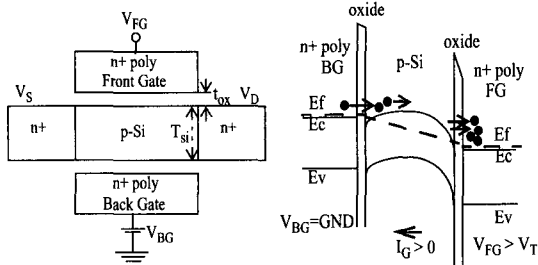 V_FG
n+ poly
Front Gate
t_ox
V_S
V_D
n+
p-Si
T_si
n+
n+ poly
Back Gate
V_BG
oxide
n+ poly
BG
p-Si
oxide
n+ poly
FG
Ef
Ec
Ef
Ec
Ev
Ev
V_BG=GND
I_G > 0
V_FG > V_T